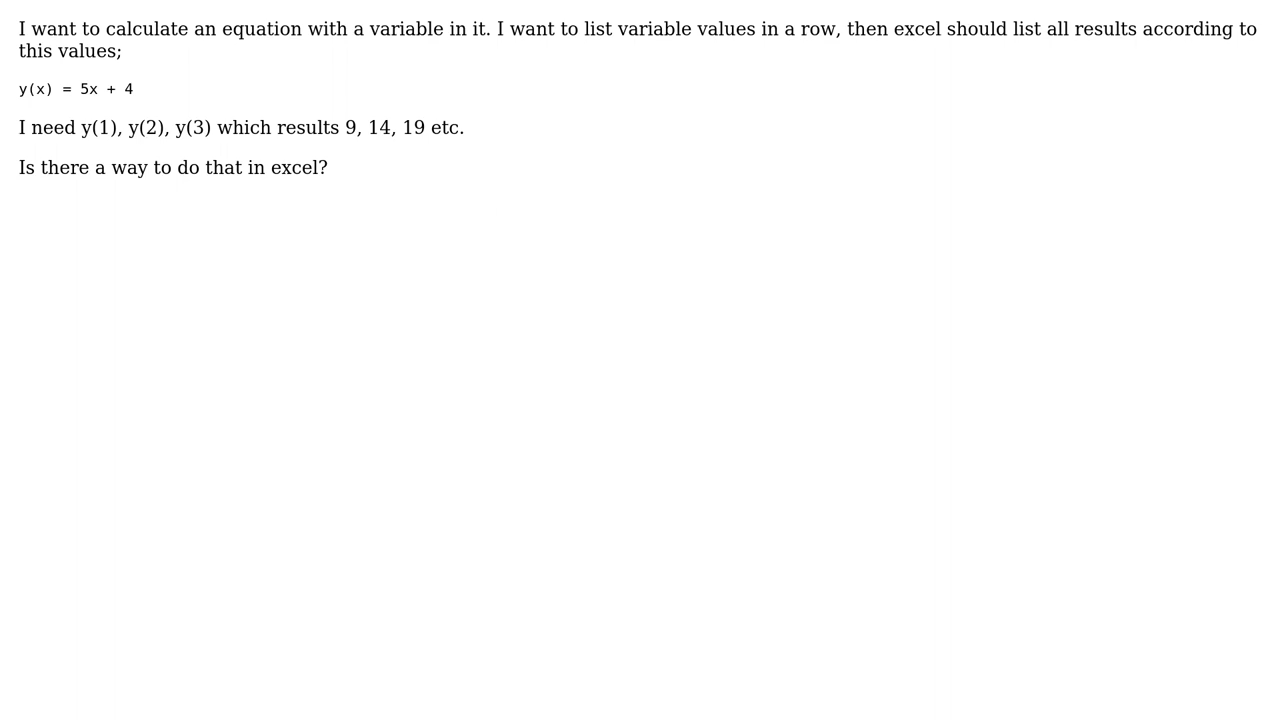 I want to calculate an equation with a variable in it. I want to list variable values in a row, then excel should list all results according to
this values;
y(x) = 5x + 4
I need y(1), y(2), y(3) which results 9, 14, 19 etc.
Is there a way to do that in excel?